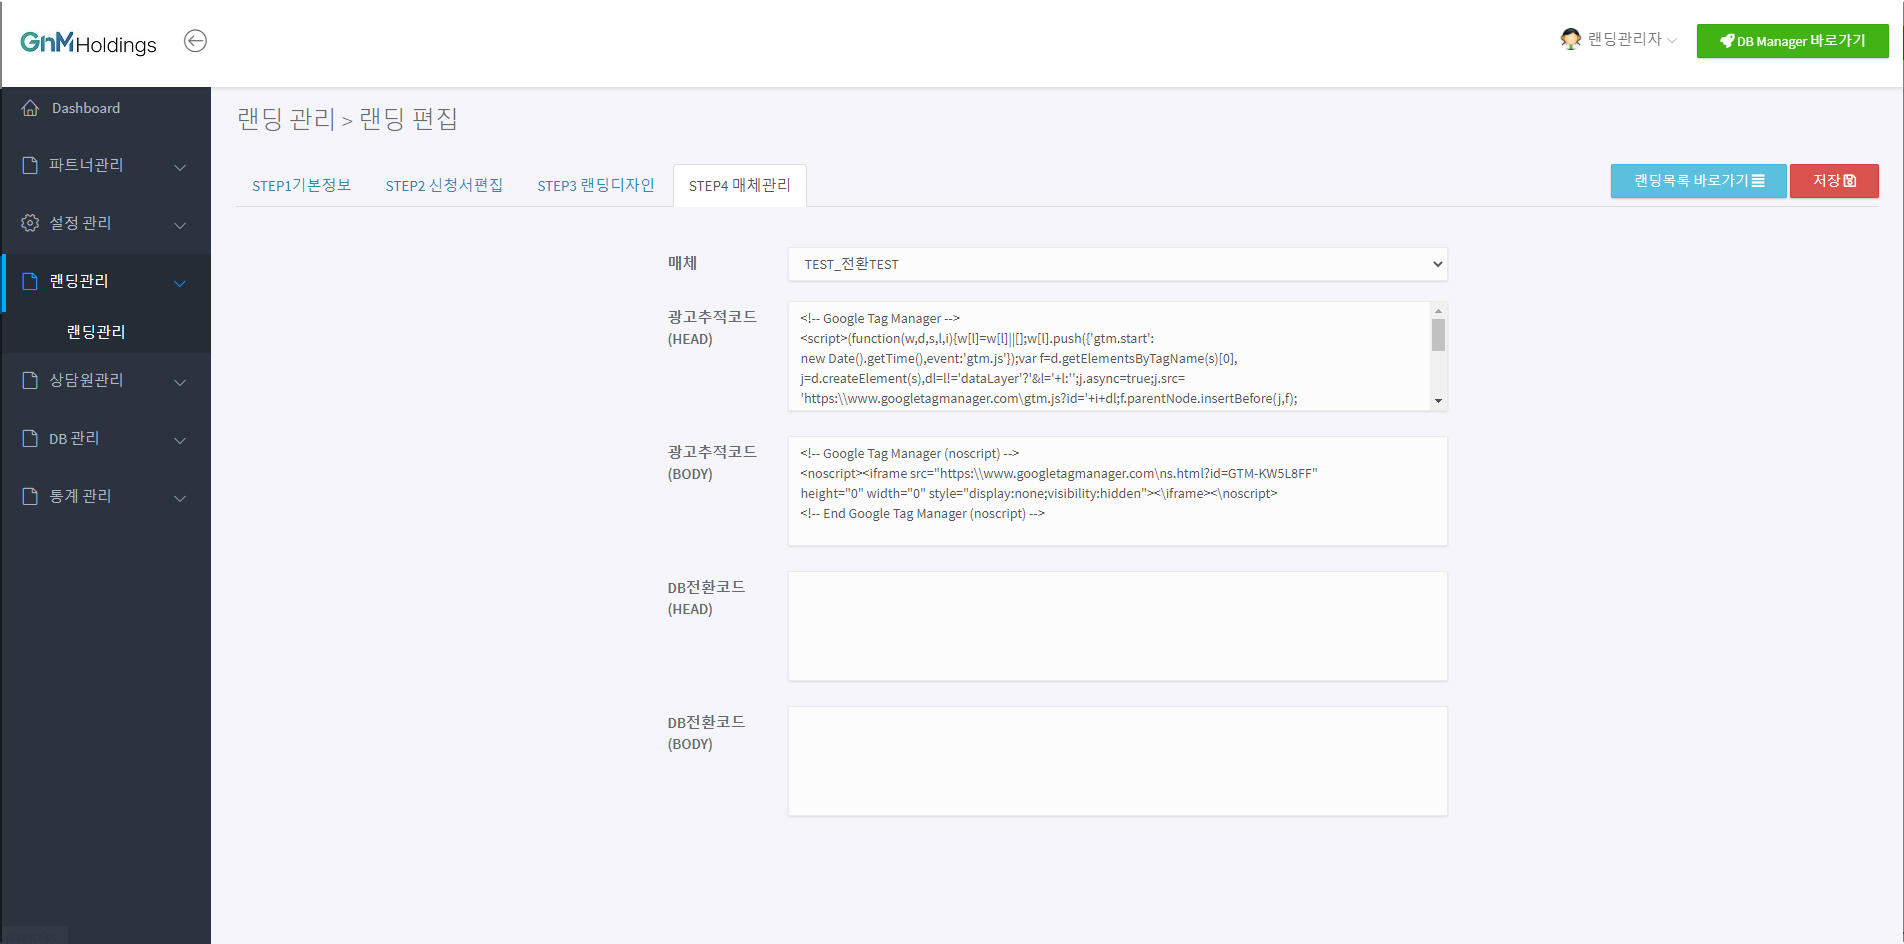 GnMHoldings
랜딩관리자
DB Manager 바로가기
Dashboard
파트너관리
설정 관리
랜딩관리
랜딩관리
상담원관리
DB 관리
통계 관리
랜딩 관리 > 랜딩 편집
STEP1기본정보
STEP2 신청서편집
STEP3 랜딩디자인
STEP4 매체관리
랜딩목록 바로가기
저장
매체
TEST_전환TEST
광고추적코드
(HEAD)
<!-- Google Tag Manager -->
<script>(function(w,d,s,l,i){w[l]=w[l]||[];w[l].push({'gtm.start':
new Date().getTime(),event:'gtm.js'});var f=d.getElementsByTagName(s)[0],
j=d.createElement(s),dl=l!='dataLayer'?'&l='+l:'';j.async=true;j.src=
'https:\\www.googletagmanager.com\gtm.js?id='+i+dl;f.parentNode.insertBefore(j,f);
광고추적코드
(BODY)
<!-- Google Tag Manager (noscript) -->
<noscript><iframe src="https:\\www.googletagmanager.com\ns.html?id=GTM-KW5L8FF"
height="0" width="0" style="display:none;visibility:hidden"><\iframe><\noscript>
<!-- End Google Tag Manager (noscript) -->
DB전환코드
(HEAD)
DB전환코드
(BODY)